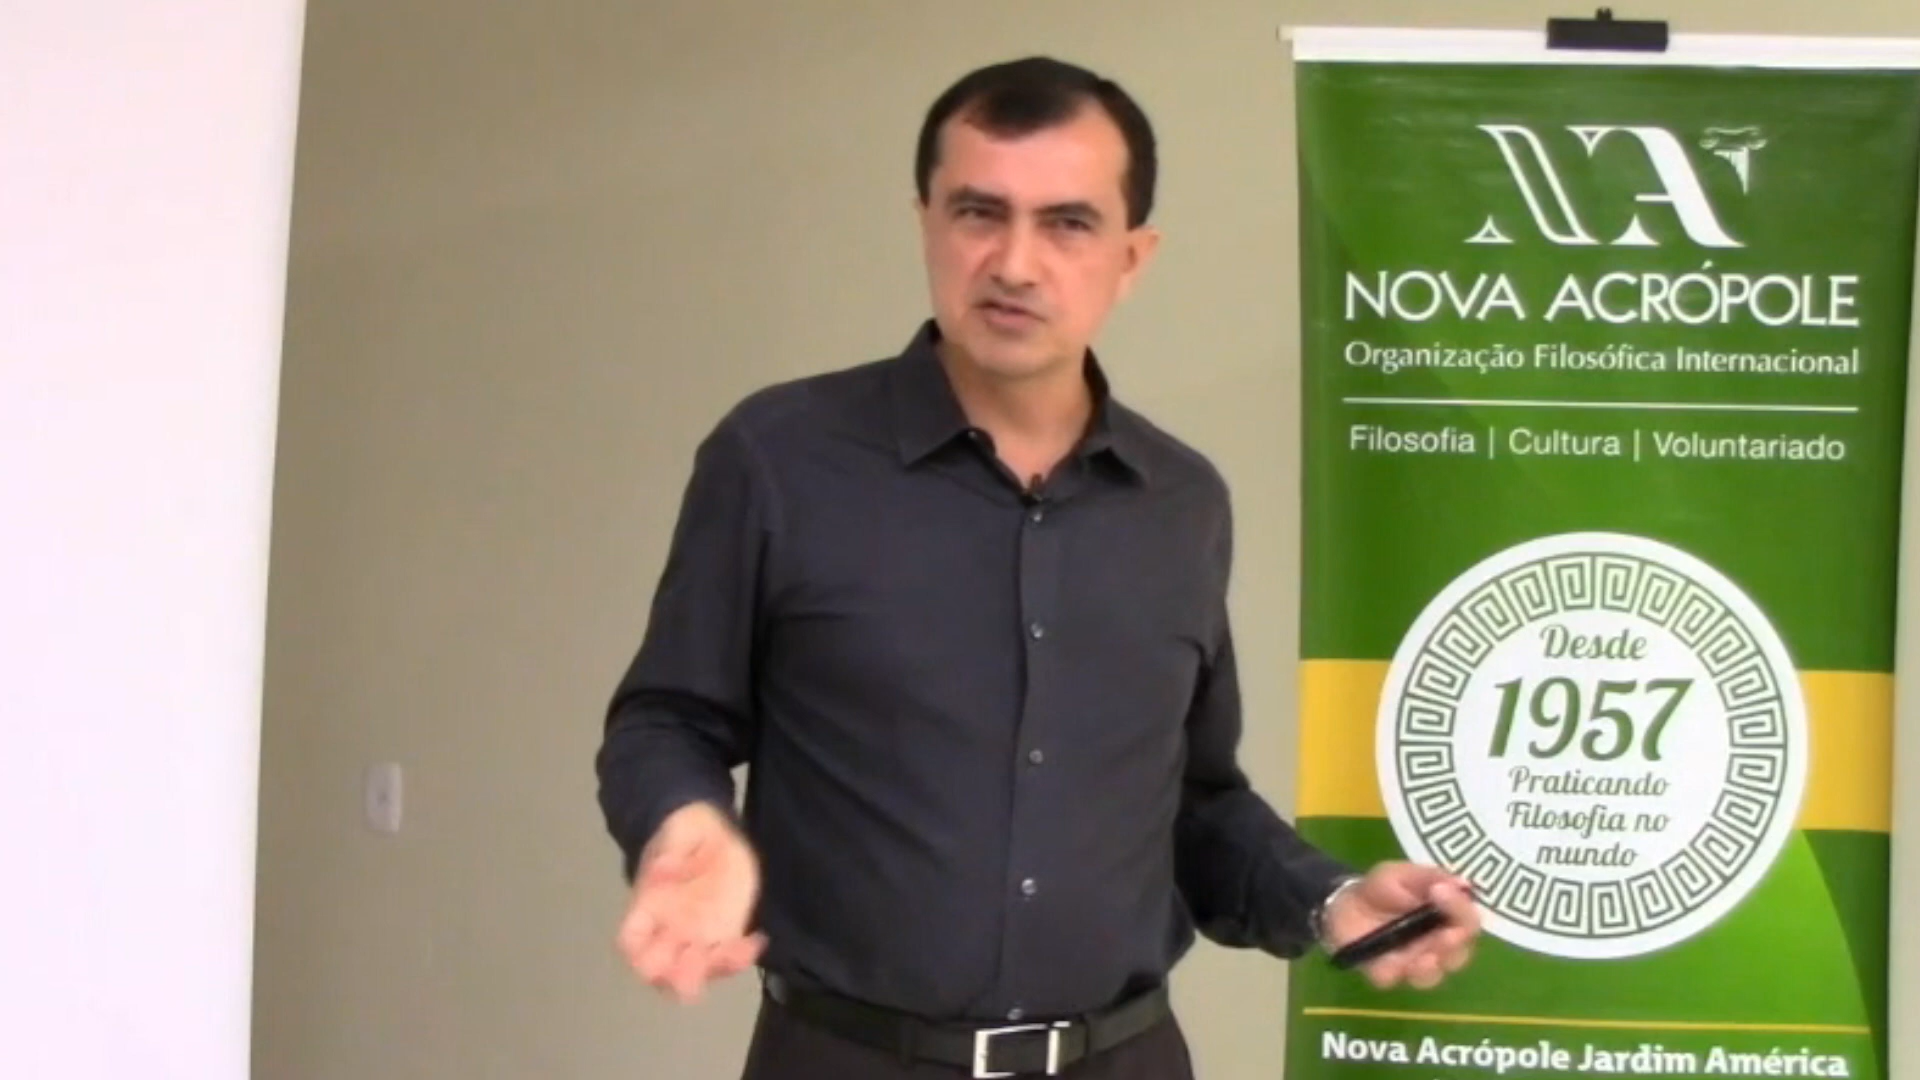 NA
NOVA ACRÓPOLE
Organização Filosófica Internacional
Filosofia | Cultura | Voluntariado
Desde
1957
Praticando
Filosofia no
mundo
Nova Acrópole Jardim América